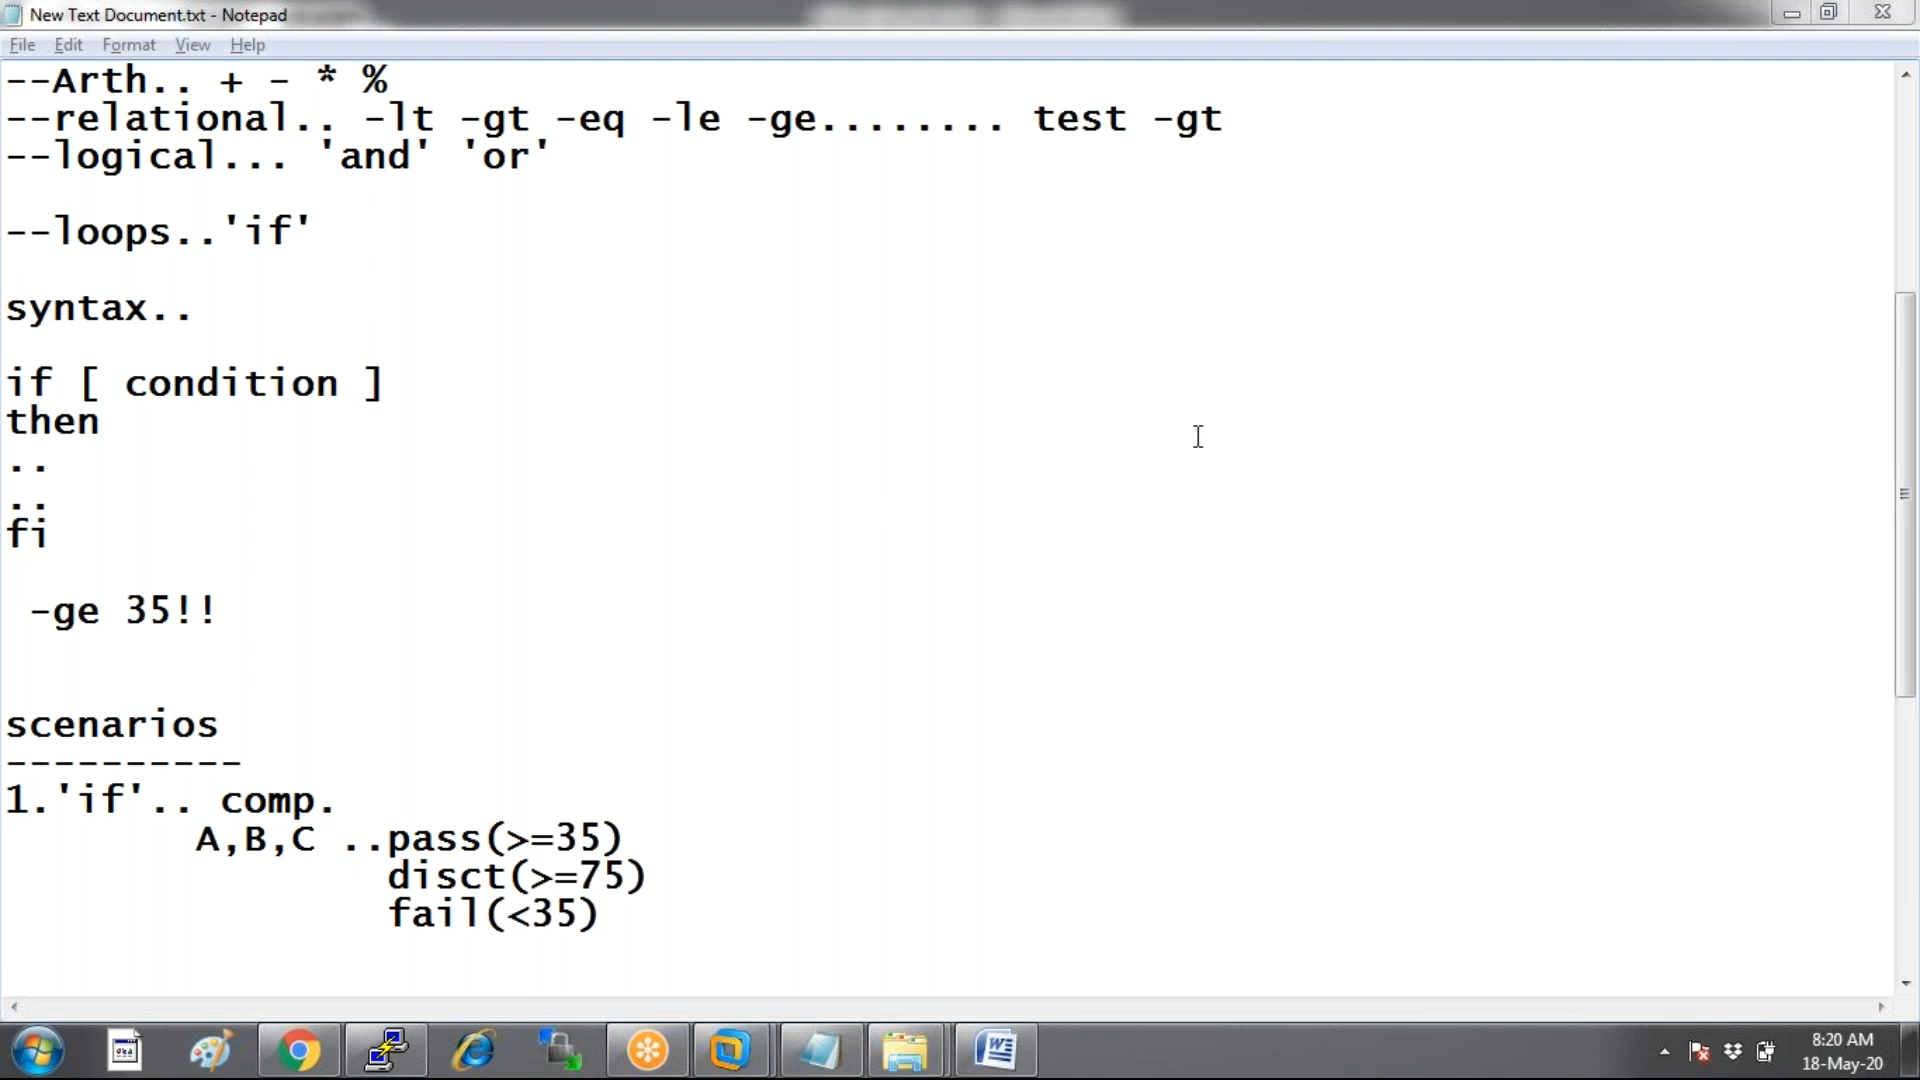 New Text Document.txt - Notepad
File Edit Format View Help
--Arth.. + - * %
--relational.. -lt -gt -eq -le -ge........ test -gt
--logical... 'and' 'or'
--loops..'if'
syntax..
if [ condition ]
then
..
..
fi
-ge 35!!
scenarios
----------
1.'if'.. comp.
A,B,C ..pass(>=35)
disct(>=75)
fail(<35)
8:20 AM
18-May-20